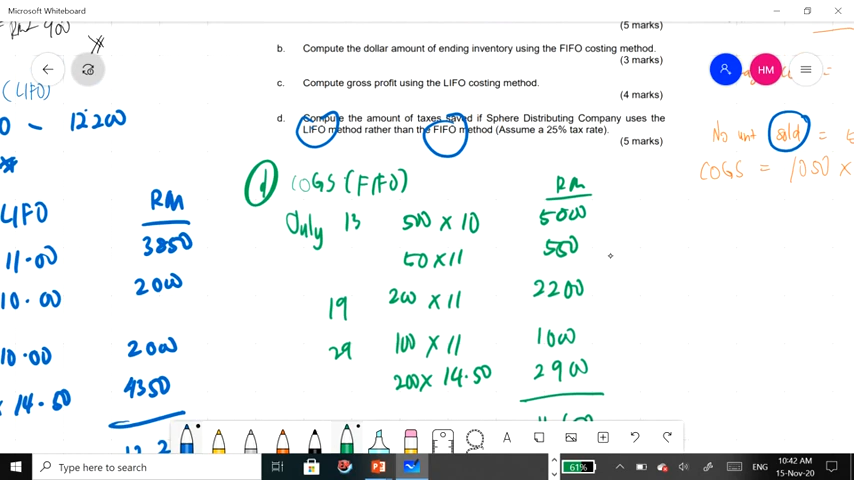 Microsoft Whiteboard
(5 marks)
b. Compute the dollar amount of ending inventory using the FIFO costing method.
(3 marks)
c. Compute gross profit using the LIFO costing method.
(4 marks)
d. Compute the amount of taxes saved if Sphere Distributing Company uses the
LIFO method rather than the FIFO method (Assume a 25% tax rate).
(5 marks)
HM
(LIFO)
12200
LIFO
RM
11.00
3850
10.00
2000
10.00
2000
x 14.50
4350
d COGS (FIFO)
RM
July 13 500 x 10 5000
50 x 11 550
19 200 x 11 2200
29 100 x 11 1000
200 x 14.50 2900
No unit sold =
COGS = 1050 x
Type here to search
61%
ENG
10:42 AM
15-Nov-20